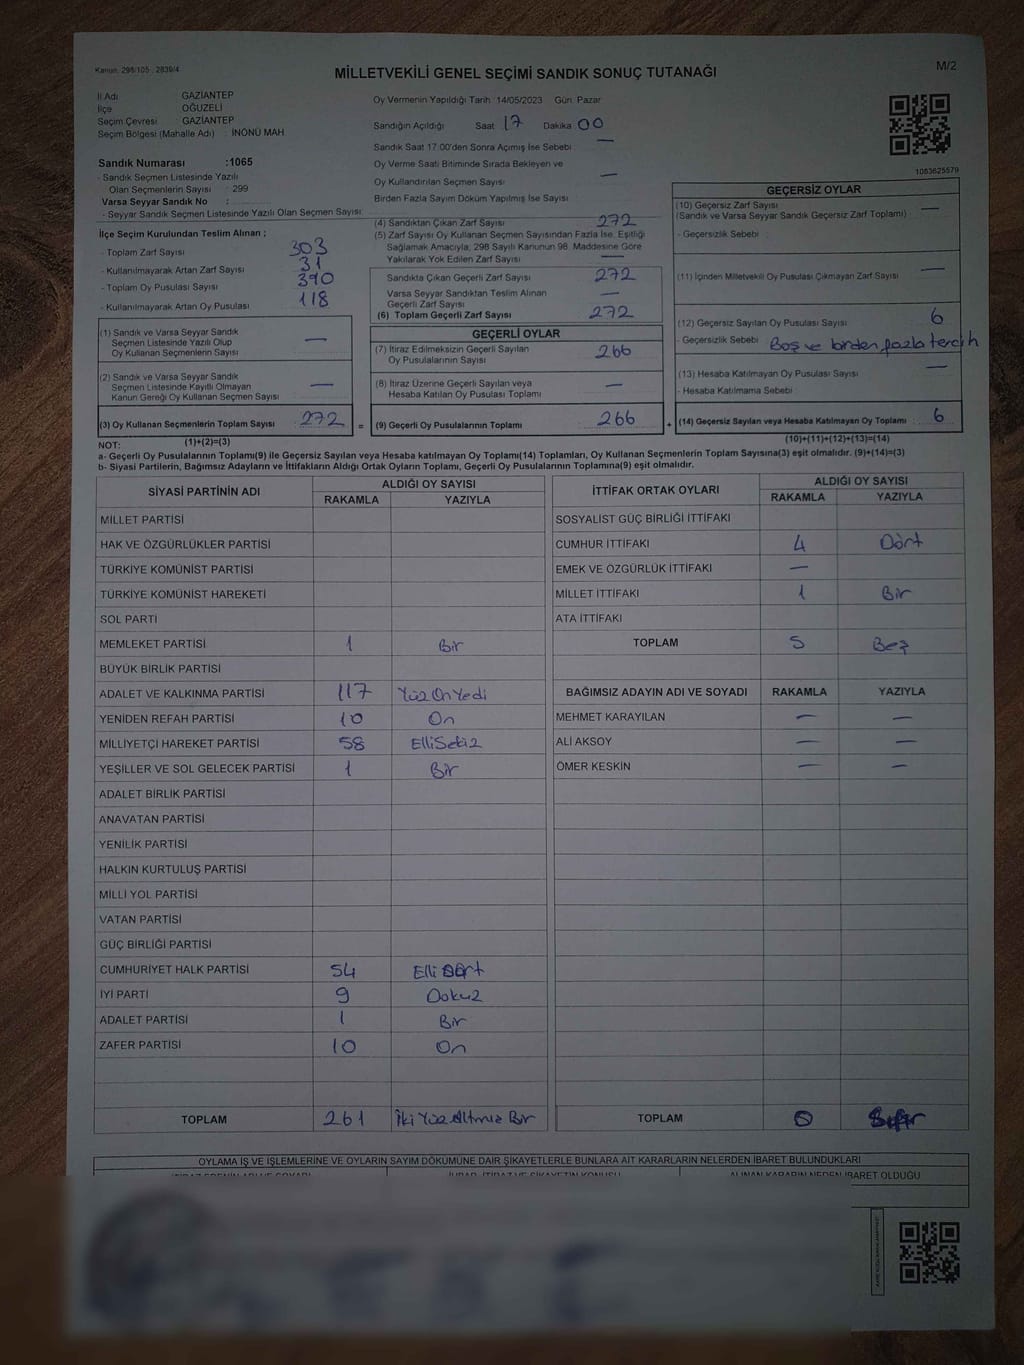 Kanun: 298/105 : 2839/4
MİLLETVEKİLİ GENEL SEÇİMİ SANDIK SONUÇ TUTANAĞI
M/2
İl Adı GAZİANTEP
İlçe OĞUZELİ
Seçim Çevresi GAZİANTEP
Seçim Bölgesi (Mahalle Adı) : İNÖNÜ MAH
Sandık Numarası :1065
- Sandık Seçmen Listesinde Yazılı
Olan Seçmenlerin Sayısı : 299
Varsa Seyyar Sandık No :
- Seyyar Sandık Seçmen Listesinde Yazılı Olan Seçmen Sayısı:
İlçe Seçim Kurulundan Teslim Alınan ;
- Toplam Zarf Sayısı 303
- Kullanılmayarak Artan Zarf Sayısı 31
- Toplam Oy Pusulası Sayısı 390
- Kullanılmayarak Artan Oy Pusulası 118
(1) Sandık ve Varsa Seyyar Sandık
Seçmen Listesinde Yazılı Olup
Oy Kullanan Seçmenlerin Sayısı —
(2) Sandık ve Varsa Seyyar Sandık
Seçmen Listesinde Kayıtlı Olmayan
Kanun Gereği Oy Kullanan Seçmen Sayısı —
(3) Oy Kullanan Seçmenlerin Toplam Sayısı 272 =
(1)+(2)=(3)
Oy Vermenin Yapıldığı Tarih :14/05/2023 Gün: Pazar
Sandığın Açıldığı Saat 17 Dakika 00
Sandık Saat 17:00'den Sonra Açımış İse Sebebi —
Oy Verme Saati Bitiminde Sırada Bekleyen ve
Oy Kullandırılan Seçmen Sayısı —
Birden Fazla Sayım Döküm Yapılmış İse Sayısı
(4) Sandıktan Çıkan Zarf Sayısı 272
(5) Zarf Sayısı Oy Kullanan Seçmen Sayısından Fazla İse, Eşitliği
Sağlamak Amacıyla, 298 Sayılı Kanunun 98. Maddesine Göre
Yakılarak Yok Edilen Zarf Sayısı —
Sandıkta Çıkan Geçerli Zarf Sayısı 272
Varsa Seyyar Sandıktan Teslim Alınan
Geçerli Zarf Sayısı —
(6) Toplam Geçerli Zarf Sayısı 272
GEÇERLİ OYLAR
(7) İtiraz Edilmeksizin Geçerli Sayılan
Oy Pusulalarının Sayısı 266
(8) İtiraz Üzerine Geçerli Sayılan veya
Hesaba Katılan Oy Pusulası Toplamı —
(9) Geçerli Oy Pusulalarının Toplamı 266 +
1083625579
GEÇERSİZ OYLAR
(10) Geçersiz Zarf Sayısı —
(Sandık ve Varsa Seyyar Sandık Geçersiz Zarf Toplamı)
- Geçersizlik Sebebi :
(11) İçinden Milletvekili Oy Pusulası Çıkmayan Zarf Sayısı —
(12) Geçersiz Sayılan Oy Pusulası Sayısı 6
- Geçersizlik Sebebi Boş ve birden fazla tercih
(13) Hesaba Katılmayan Oy Pusulası Sayısı —
- Hesaba Katılmama Sebebi
(14) Geçersiz Sayılan veya Hesaba Katılmayan Oy Toplamı 6
(10)+(11)+(12)+(13)=(14)
NOT:
a- Geçerli Oy Pusulalarının Toplamı(9) ile Geçersiz Sayılan veya Hesaba katılmayan Oy Toplamı(14) Toplamları, Oy Kullanan Seçmenlerin Toplam Sayısına(3) eşit olmalıdır. (9)+(14)=(3)
b- Siyasi Partilerin, Bağımsız Adayların ve İttifakların Aldığı Ortak Oyların Toplamı, Geçerli Oy Pusulalarının Toplamına(9) eşit olmalıdır.
SİYASİ PARTİNİN ADI ALDIĞI OY SAYISI
RAKAMLA YAZIYLA
MİLLET PARTİSİ
HAK VE ÖZGÜRLÜKLER PARTİSİ
TÜRKİYE KOMÜNİST PARTİSİ
TÜRKİYE KOMÜNİST HAREKETİ
SOL PARTİ
MEMLEKET PARTİSİ 1 Bir
BÜYÜK BİRLİK PARTİSİ
ADALET VE KALKINMA PARTİSİ 117 Yüz On Yedi
YENİDEN REFAH PARTİSİ 10 On
MİLLİYETÇİ HAREKET PARTİSİ 58 Elli Sekiz
YEŞİLLER VE SOL GELECEK PARTİSİ 1 Bir
ADALET BİRLİK PARTİSİ
ANAVATAN PARTİSİ
YENİLİK PARTİSİ
HALKIN KURTULUŞ PARTİSİ
MİLLİ YOL PARTİSİ
VATAN PARTİSİ
GÜÇ BİRLİĞİ PARTİSİ
CUMHURİYET HALK PARTİSİ 54 Elli Dört
İYİ PARTİ 9 Dokuz
ADALET PARTİSİ 1 Bir
ZAFER PARTİSİ 10 On
TOPLAM 261 İki Yüz Altmış Bir
İTTİFAK ORTAK OYLARI ALDIĞI OY SAYISI
RAKAMLA YAZIYLA
SOSYALİST GÜÇ BİRLİĞİ İTTİFAKI
CUMHUR İTTİFAKI 4 Dört
EMEK VE ÖZGÜRLÜK İTTİFAKI —
MİLLET İTTİFAKI 1 Bir
ATA İTTİFAKI
TOPLAM 5 Beş
BAĞIMSIZ ADAYIN ADI VE SOYADI RAKAMLA YAZIYLA
MEHMET KARAYILAN — —
ALİ AKSOY — —
ÖMER KESKİN — —
TOPLAM 0 Sıfır
OYLAMA İŞ VE İŞLEMLERİNE VE OYLARIN SAYIM DÖKÜMÜNE DAİR ŞİKAYETLERLE BUNLARA AİT KARARLARIN NELERDEN İBARET BULUNDUKLARI
ALINAN KARARIN NEDEN İBARET OLDUĞU